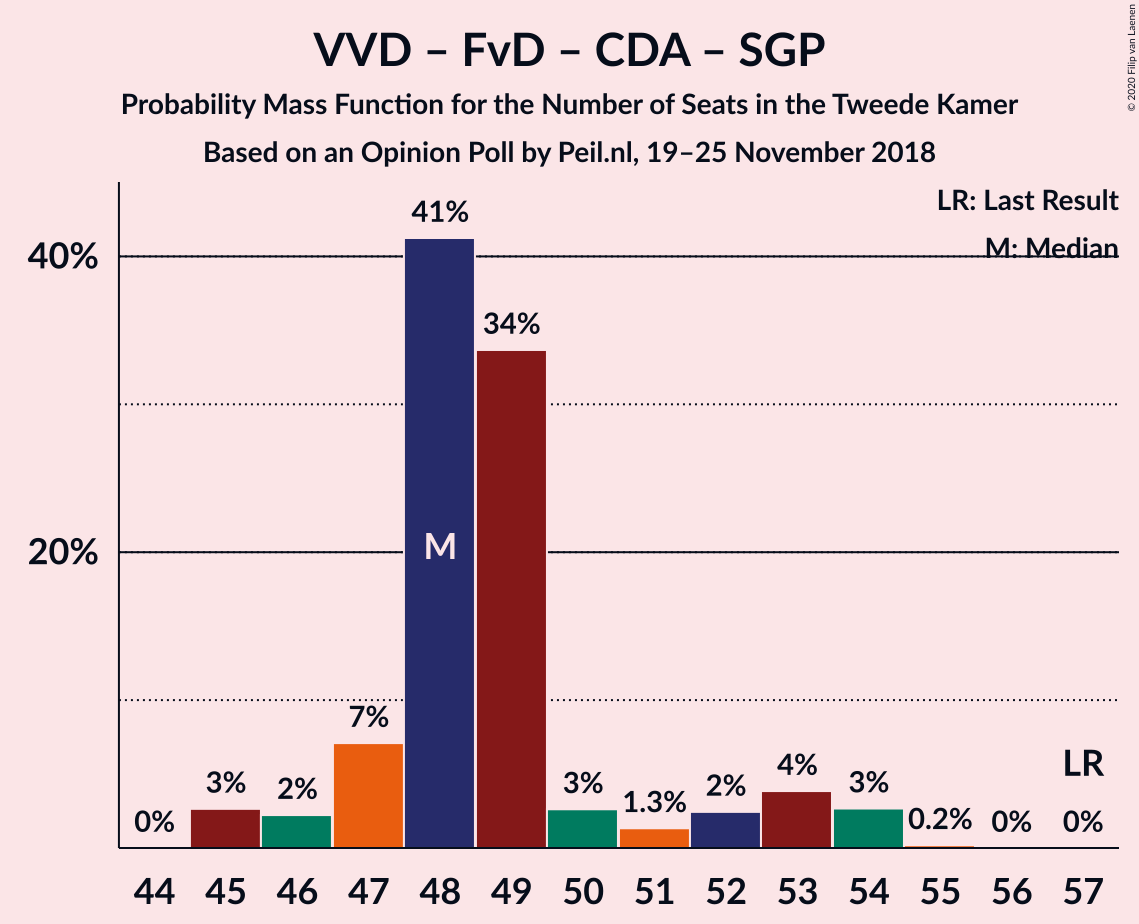 VVD – FvD – CDA – SGP
Probability Mass Function for the Number of Seats in the Tweede Kamer
Based on an Opinion Poll by Peil.nl, 19–25 November 2018
© 2020 Filip van Laenen
LR: Last Result
M: Median
40%
20%
0%
3%
2%
7%
41%
34%
3%
1.3%
2%
4%
3%
0.2%
0%
0%
M
LR
44 45 46 47 48 49 50 51 52 53 54 55 56 57